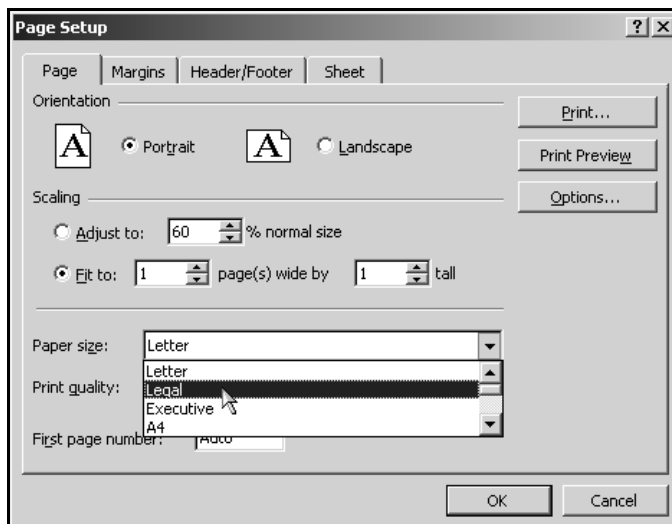 Page Setup
Page Margins Header/Footer Sheet
Orientation
A Portrait A Landscape
Print...
Print Preview
Options...
Scaling
Adjust to: 60 % normal size
Fit to: 1 page(s) wide by 1 tall
Paper size: Letter
Letter
Legal
Executive
A4
Print quality:
First page number: Auto
OK Cancel